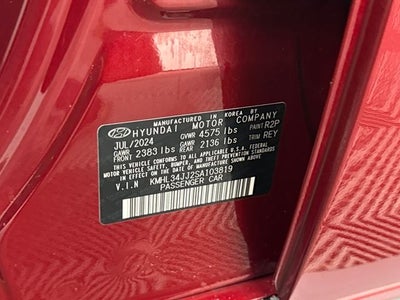 MANUFACTURED IN KOREA BY
HYUNDAI MOTOR COMPANY
JUL/2024 GVWR 4575 lbs PAINT R2P
GAWR FRONT 2383 lbs GAWR REAR 2136 lbs TRIM REY
THIS VEHICLE CONFORMS TO ALL APPLICABLE U.S.A. FEDERAL
MOTOR VEHICLE SAFETY, BUMPER, AND THEFT PREVENTION STANDARDS
IN EFFECT ON THE DATE OF MANUFACTURE SHOWN ABOVE.
V.I.N KMHL34JJ2SA103819
PASSENGER CAR